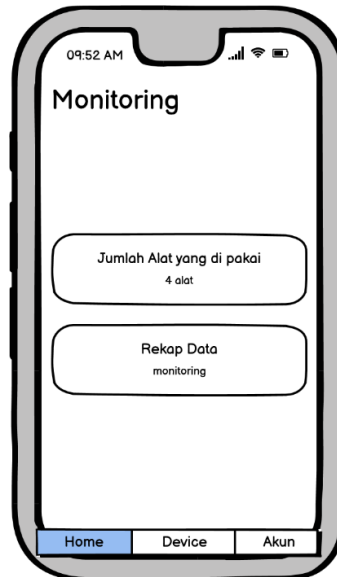 09:52 AM
Monitoring
Jumlah Alat yang di pakai
4 alat
Rekap Data
monitoring
Home Device Akun